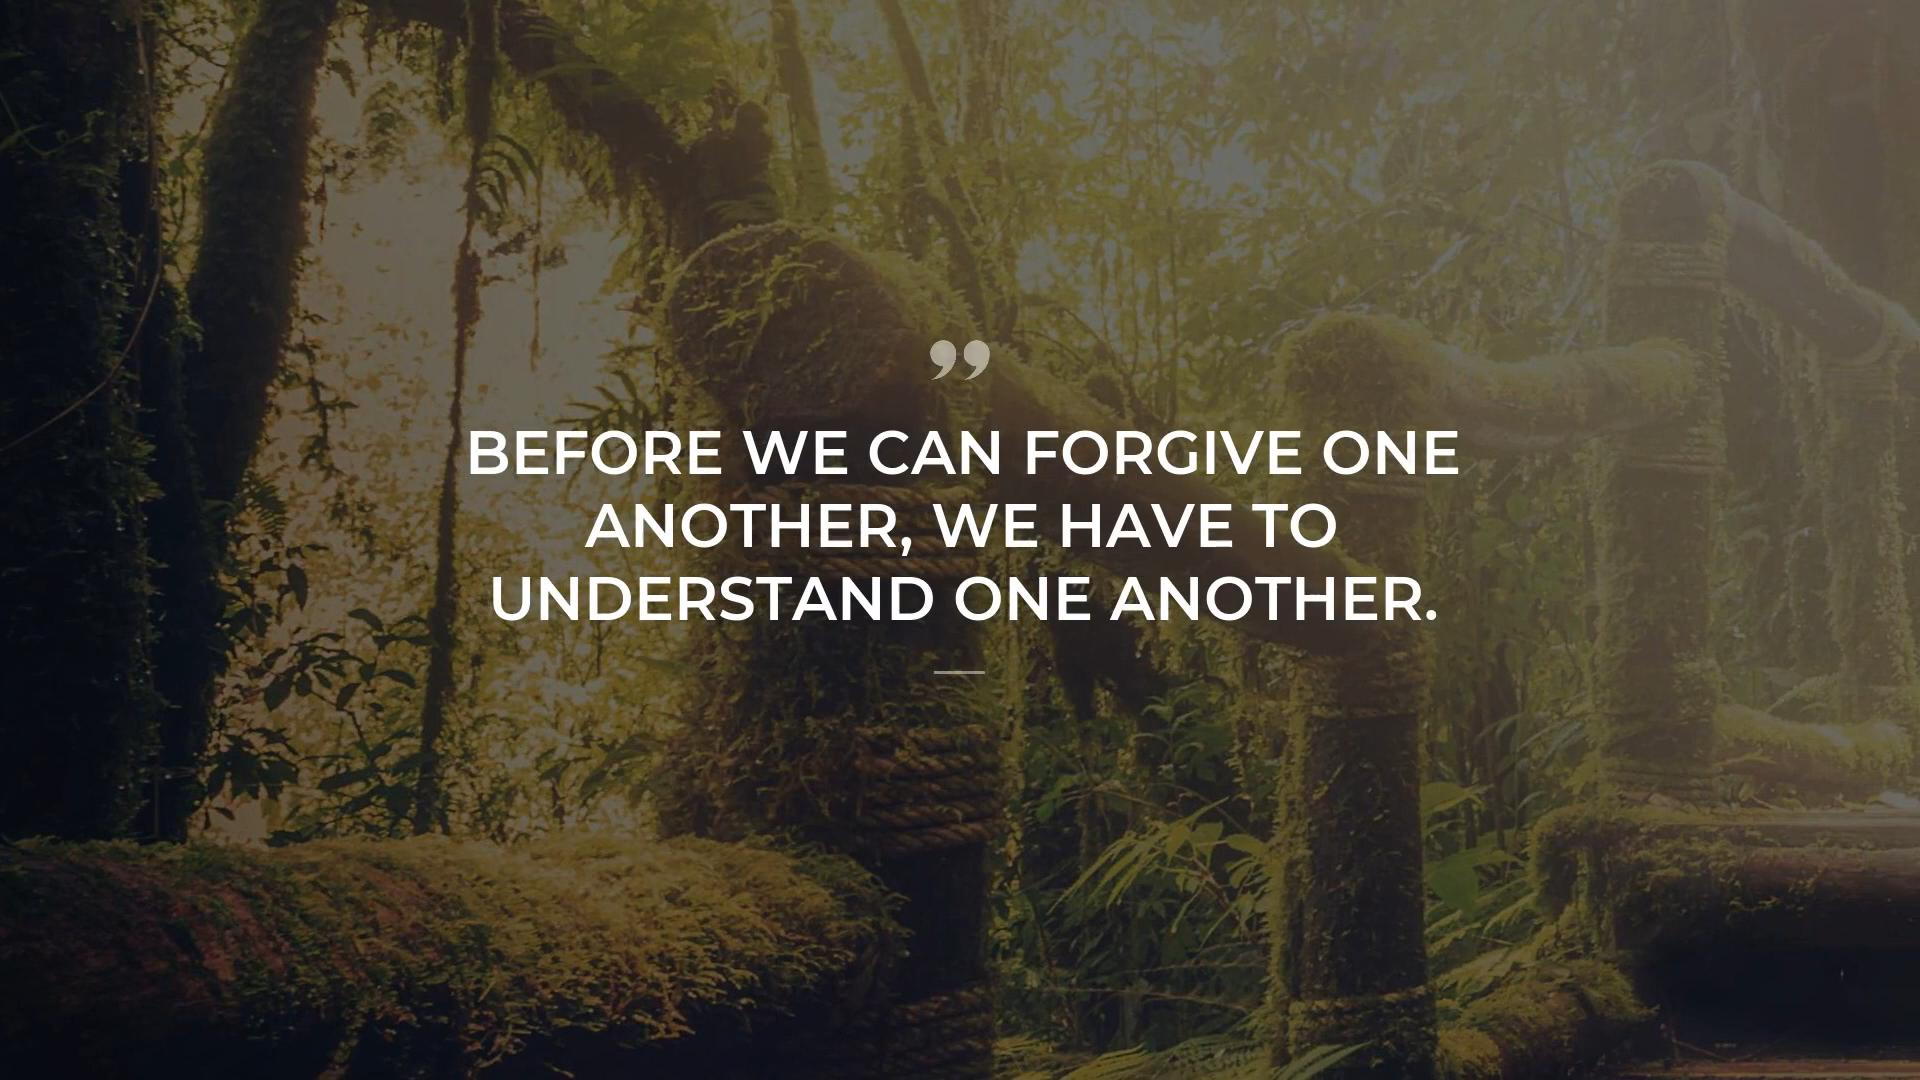 ”
BEFORE WE CAN FORGIVE ONE
ANOTHER, WE HAVE TO
UNDERSTAND ONE ANOTHER.